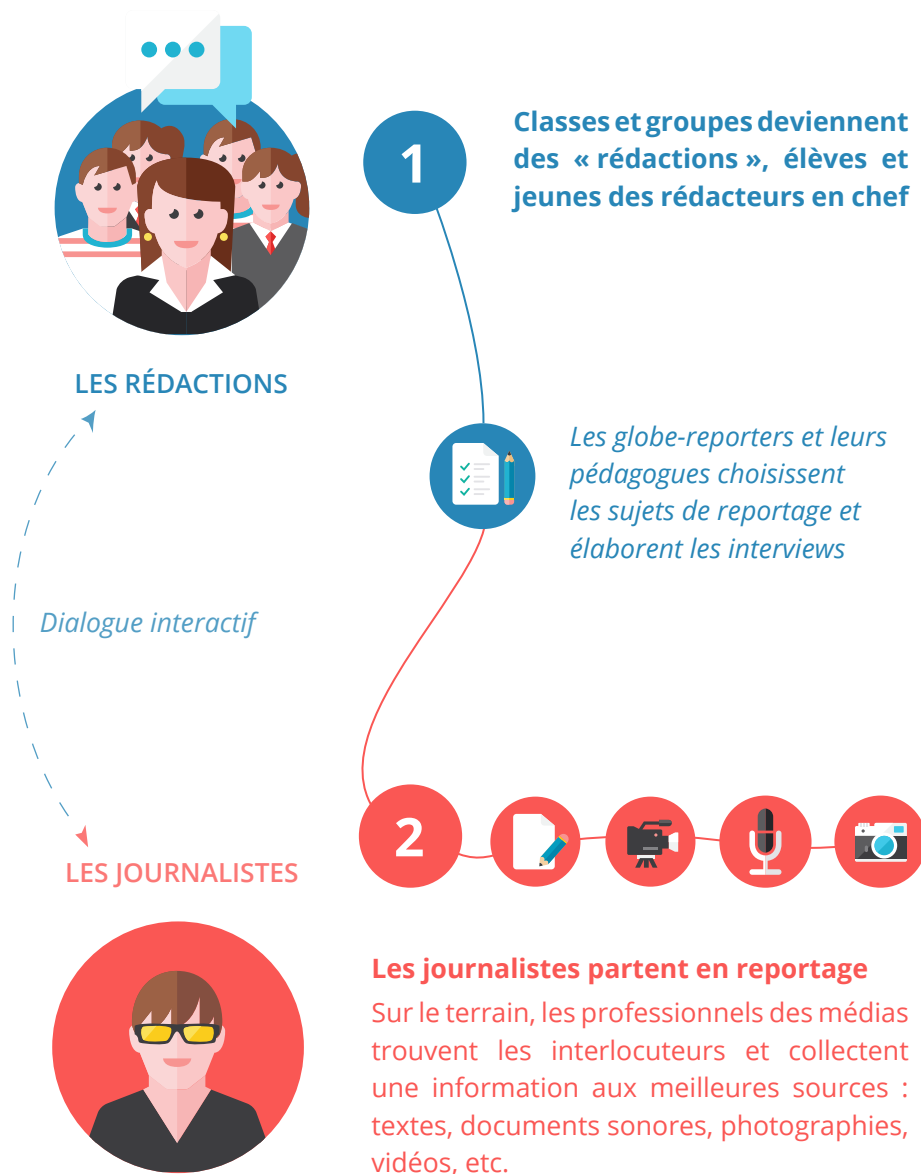 1
Classes et groupes deviennent
des « rédactions », élèves et
jeunes des rédacteurs en chef
LES RÉDACTIONS
Les globe-reporters et leurs
pédagogues choisissent
les sujets de reportage et
élaborent les interviews
Dialogue interactif
2
LES JOURNALISTES
Les journalistes partent en reportage
Sur le terrain, les professionnels des médias
trouvent les interlocuteurs et collectent
une information aux meilleures sources :
textes, documents sonores, photographies,
vidéos, etc.